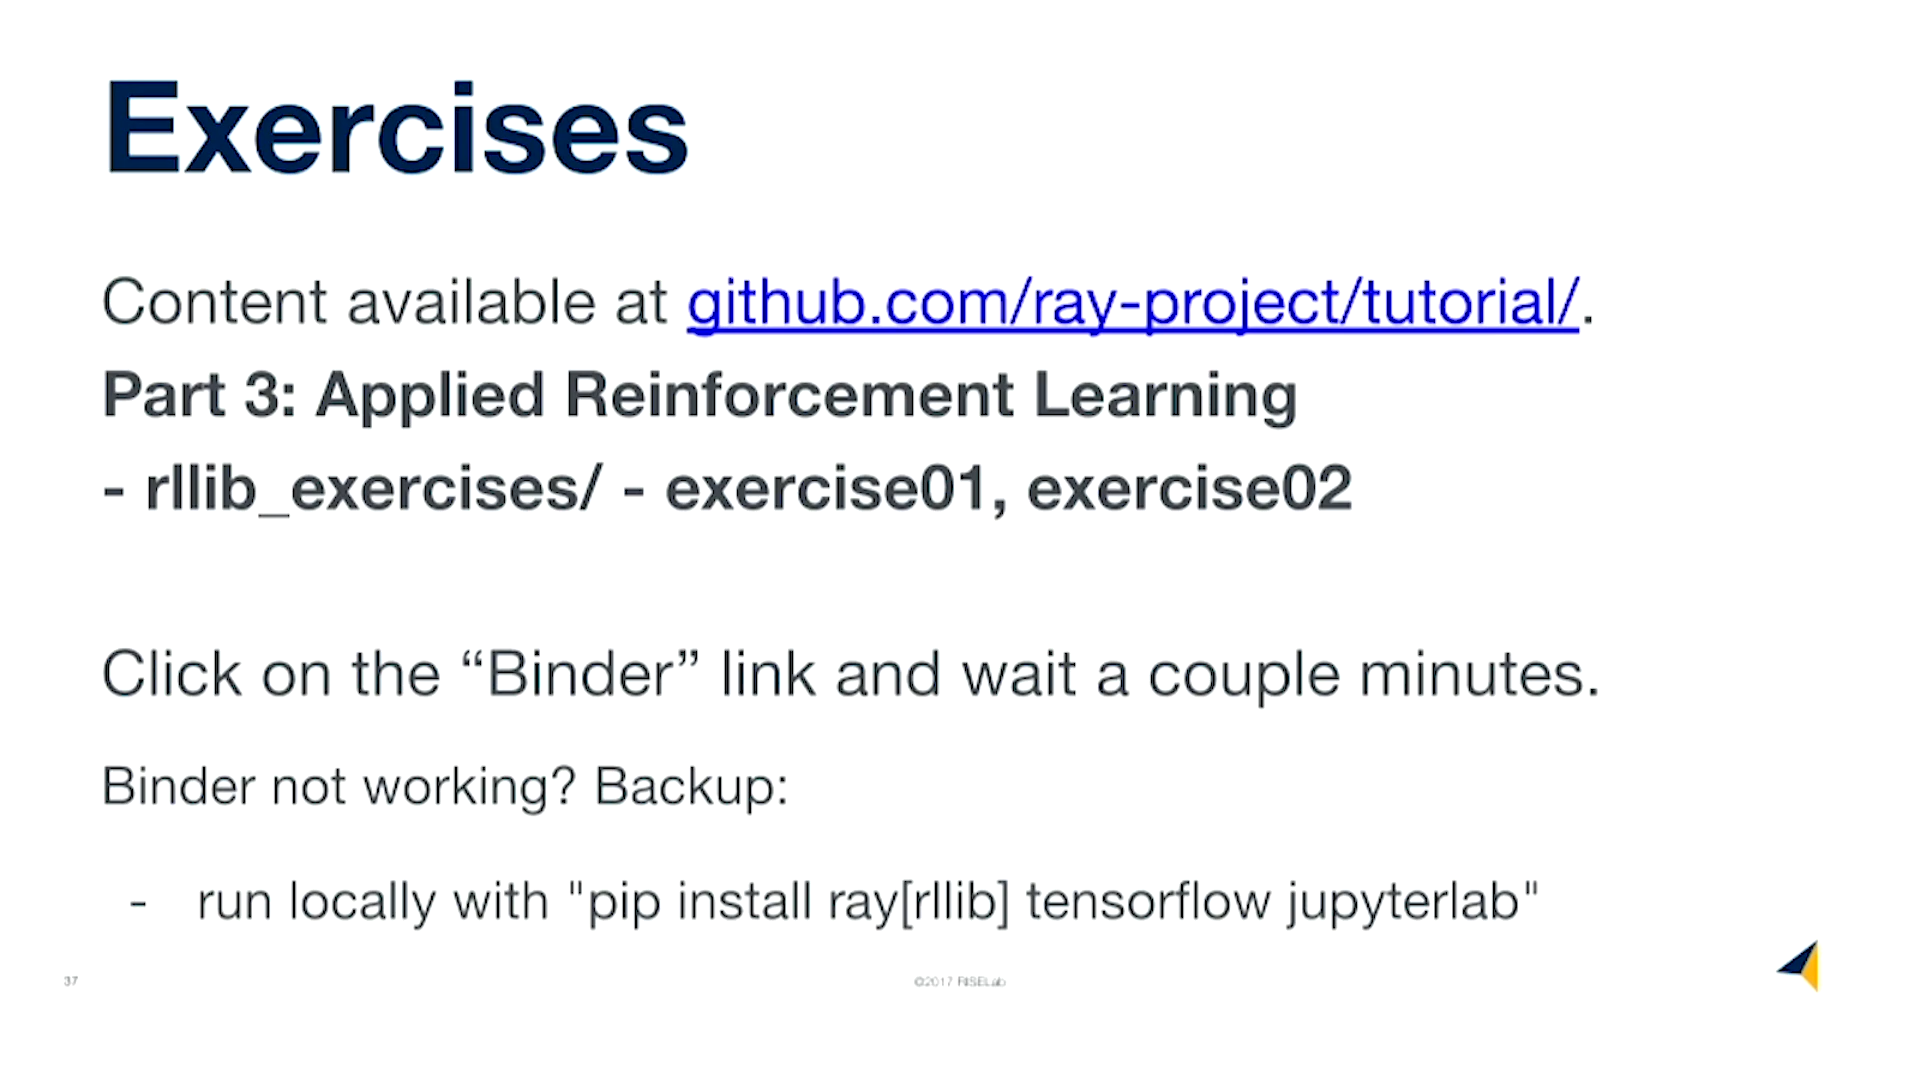 Exercises
Content available at github.com/ray-project/tutorial/.
Part 3: Applied Reinforcement Learning
- rllib_exercises/ - exercise01, exercise02
Click on the “Binder” link and wait a couple minutes.
Binder not working? Backup:
- run locally with "pip install ray[rllib] tensorflow jupyterlab"
37
©2017 RISELab